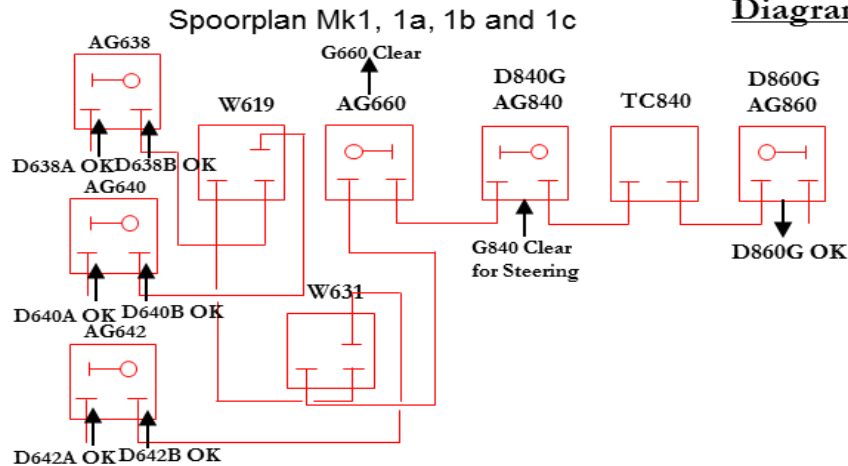 Spoorplan Mk1, 1a, 1b and 1c
Diagran
AG638
G660 Clear
W619
AG660
D840G
AG840
TC840
D860G
AG860
D638A OK D638B OK
AG640
G840 Clear
for Steering
D860G OK
W631
D640A OK D640B OK
AG642
D642A OK D642B OK